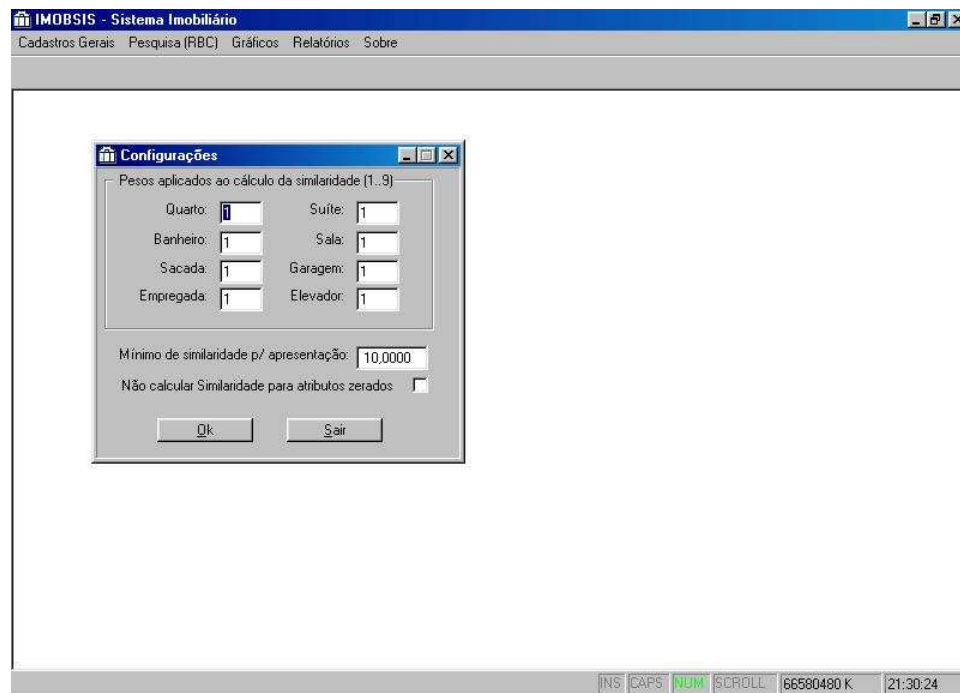 IMOBSIS - Sistema Imobiliário
Cadastros Gerais Pesquisa (RBC) Gráficos Relatórios Sobre
Configurações
Pesos aplicados ao cálculo da similaridade (1..9)
Quarto: 1 Suíte: 1
Banheiro: 1 Sala: 1
Sacada: 1 Garagem: 1
Empregada: 1 Elevador: 1
Mínimo de similaridade p/ apresentação: 10,0000
Não calcular Similaridade para atributos zerados
Ok Sair
INS CAPS NUM SCROLL 66580480 K 21:30:24